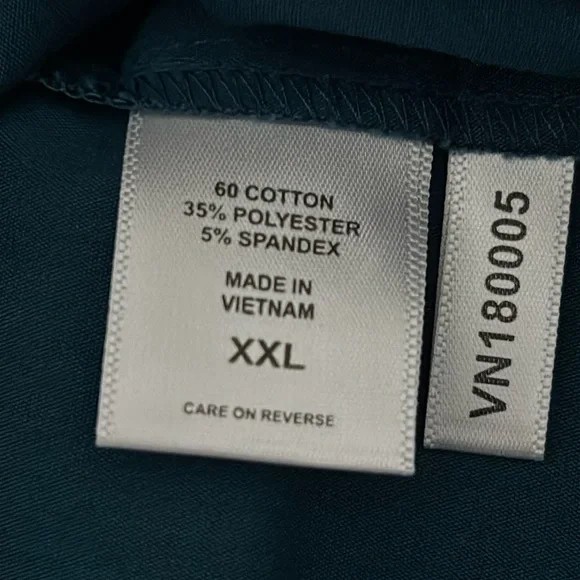 60 COTTON
35% POLYESTER
5% SPANDEX
MADE IN
VIETNAM
XXL
CARE ON REVERSE
VN180005